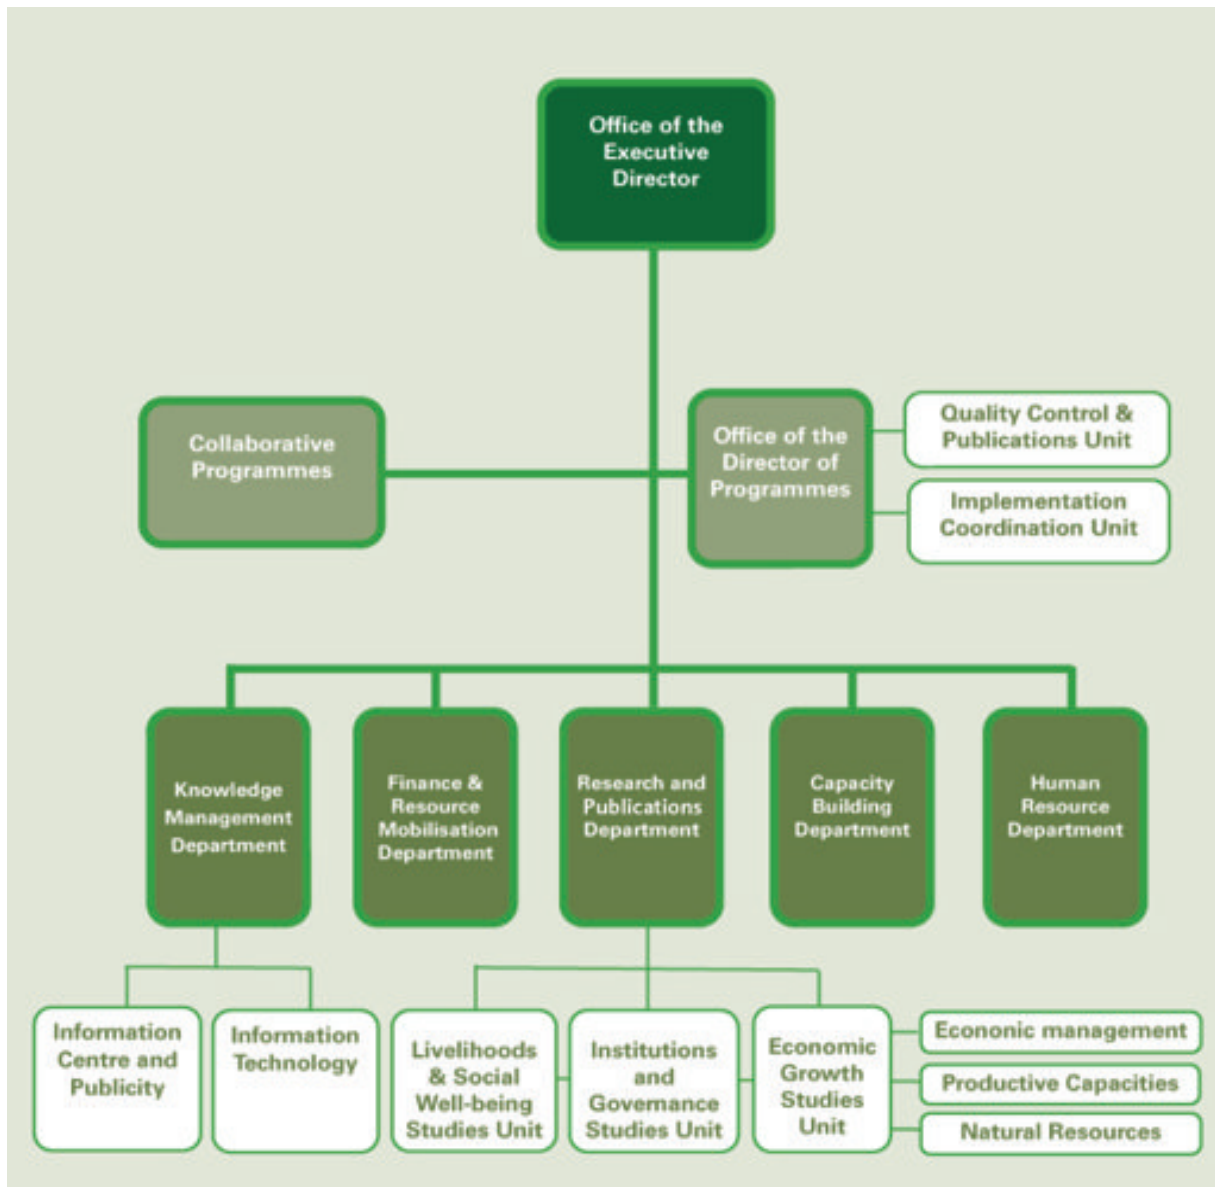 Office of the
Executive
Director
Collaborative
Programmes
Office of the
Director of
Programmes
Quality Control &
Publications Unit
Implementation
Coordination Unit
Knowledge
Management
Department
Finance &
Resource
Mobilisation
Department
Research and
Publications
Department
Capacity
Building
Department
Human
Resource
Department
Information
Centre and
Publicity
Information
Technology
Livelihoods
& Social
Well-being
Studies Unit
Institutions
and
Governance
Studies Unit
Economic
Growth
Studies
Unit
Econonic management
Productive Capacities
Natural Resources